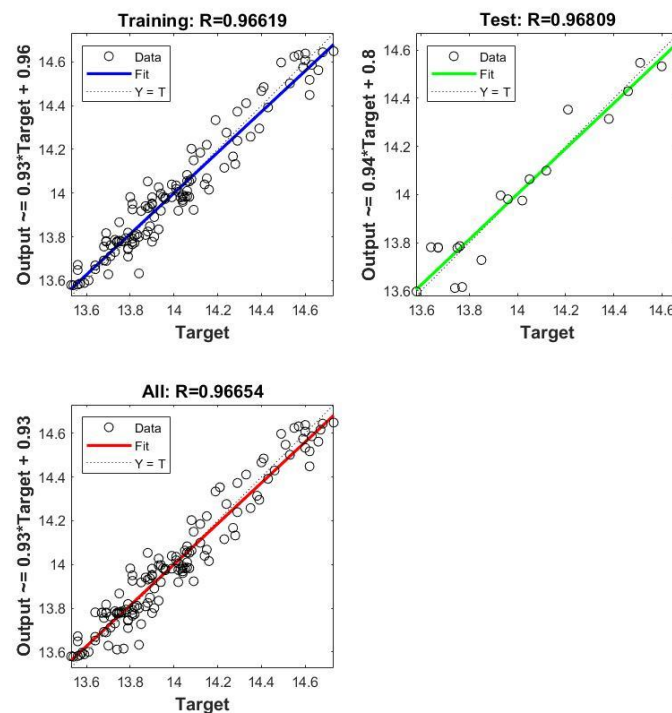 Training: R=0.96619
Output ~= 0.93*Target + 0.96
14.6
14.4
14.2
14
13.8
13.6
Data
Fit
Y = T
13.6 13.8 14 14.2 14.4 14.6
Target
Test: R=0.96809
Output ~= 0.94*Target + 0.8
14.6
14.4
14.2
14
13.8
13.6
Data
Fit
Y = T
13.6 13.8 14 14.2 14.4 14.6
Target
All: R=0.96654
Output ~= 0.93*Target + 0.93
14.6
14.4
14.2
14
13.8
13.6
Data
Fit
Y = T
13.6 13.8 14 14.2 14.4 14.6
Target